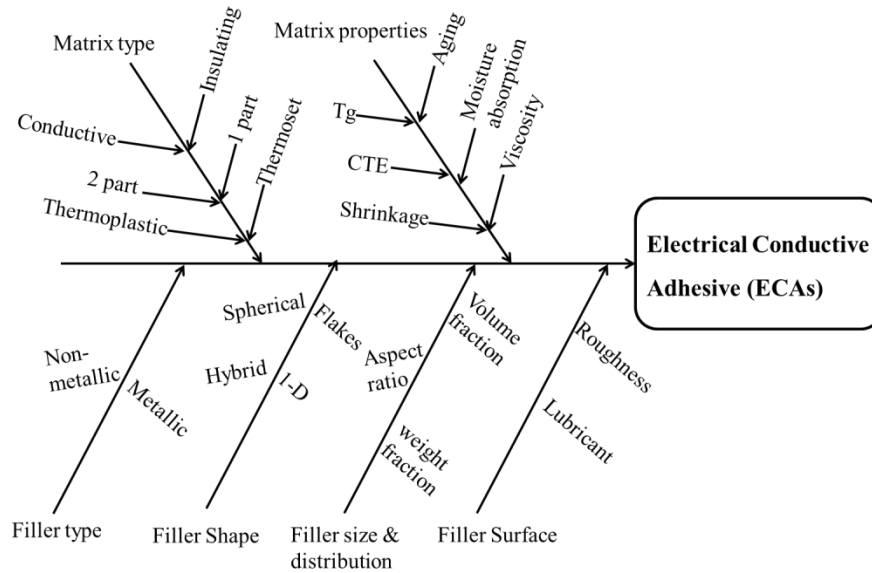 Matrix type
Insulating
Conductive
1 part
2 part
Thermoset
Thermoplastic
Matrix properties
Aging
Tg
Moisture
absorption
CTE
Viscosity
Shrinkage
Electrical Conductive
Adhesive (ECAs)
Non-
metallic
Metallic
Filler type
Spherical
Flakes
Hybrid
1-D
Filler Shape
Volume
fraction
Aspect
ratio
weight
fraction
Filler size &
distribution
Roughness
Lubricant
Filler Surface